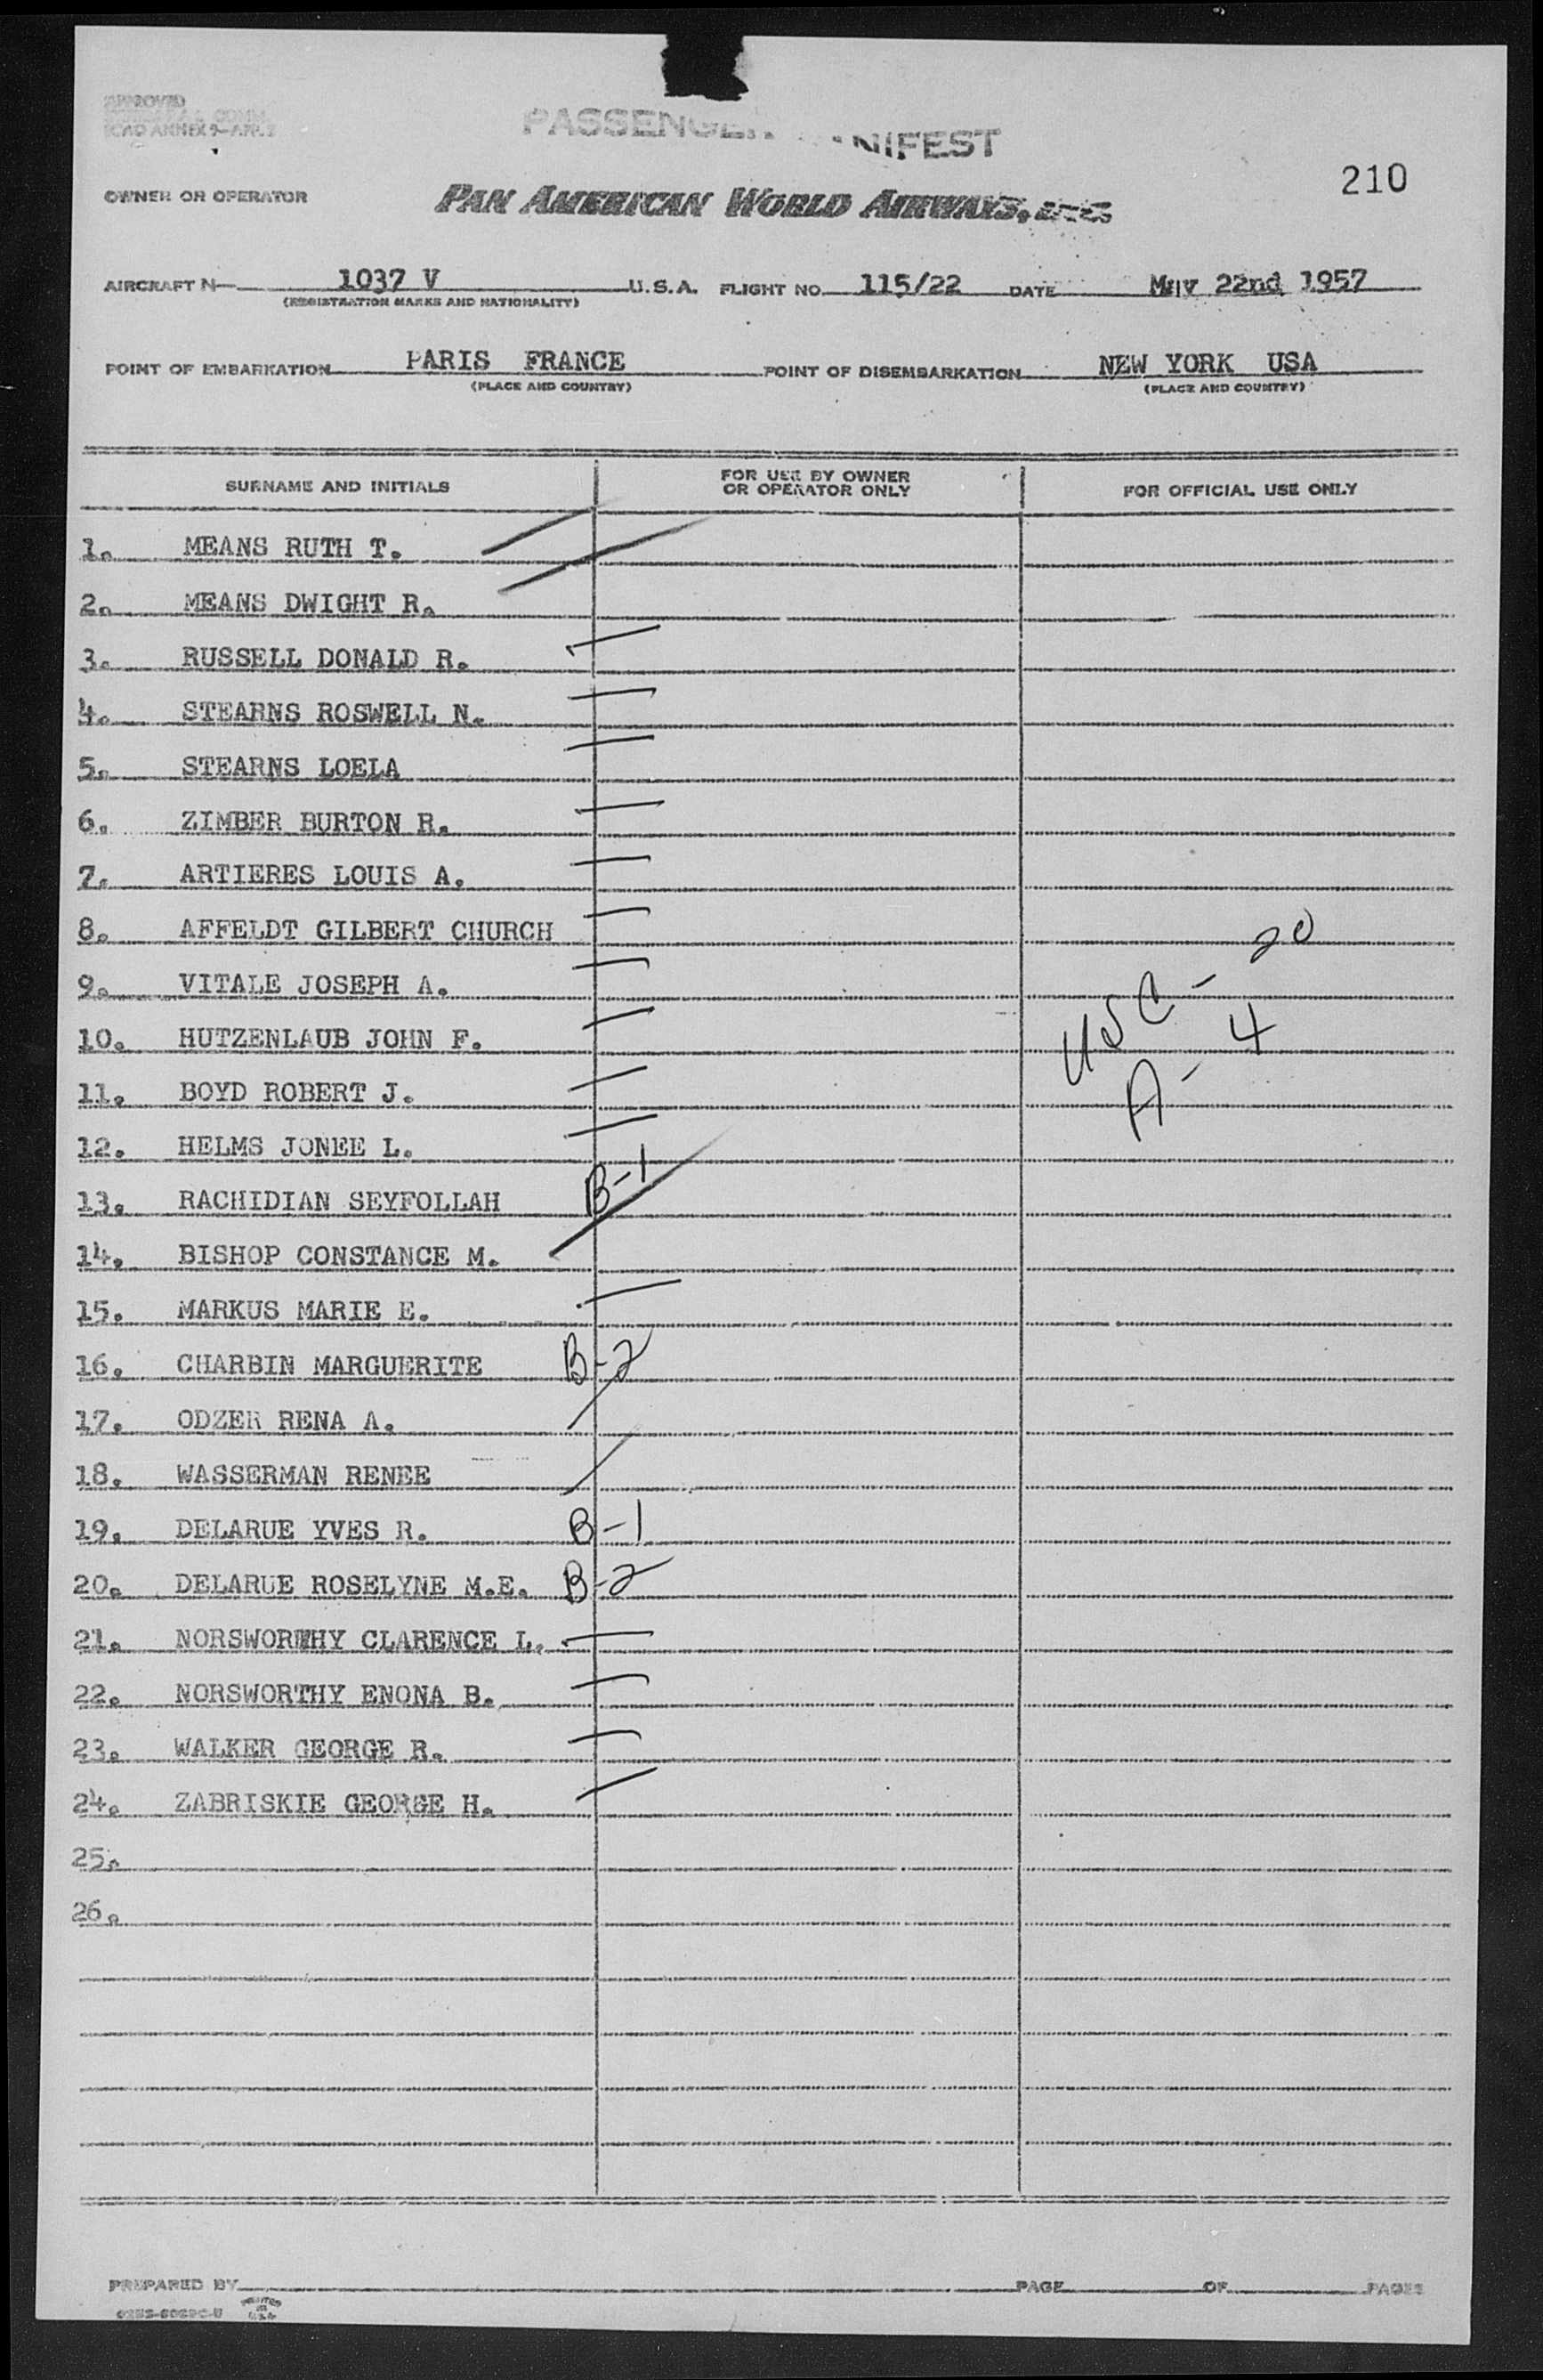 APPROVED
ICAO ANNEX 9-
PASSENGER MANIFEST
210
OWNER OR OPERATOR PAN AMERICAN WORLD AIRWAYS, INC.
AIRCRAFT N 1037 V U.S.A. FLIGHT NO. 115/22 DATE May 22nd 1957
(REGISTRATION MARKS AND NATIONALITY)
POINT OF EMBARKATION PARIS FRANCE POINT OF DISEMBARKATION NEW YORK USA
(PLACE AND COUNTRY) (PLACE AND COUNTRY)
SURNAME AND INITIALS FOR USE BY OWNER OR OPERATOR ONLY FOR OFFICIAL USE ONLY
1. MEANS RUTH T.
2. MEANS DWIGHT R.
3. RUSSELL DONALD R.
4. STEARNS ROSWELL N.
5. STEARNS LOELA
6. ZIMBER BURTON R.
7. ARTIERES LOUIS A.
8. AFFELDT GILBERT CHURCH
9. VITALE JOSEPH A.
USC - 20
10. HUTZENLAUB JOHN F.
A - 4
11. BOYD ROBERT J.
12. HELMS JONEE L.
13. RACHIDIAN SEYFOLLAH B-1
14. BISHOP CONSTANCE M.
15. MARKUS MARIE E.
16. CHARBIN MARGUERITE B-2
17. ODZER RENA A.
18. WASSERMAN RENEE
19. DELARUE YVES R. B-1
20. DELARUE ROSELYNE M.E. B-2
21. NORSWORTHY CLARENCE L.
22. NORSWORTHY ENONA B.
23. WALKER GEORGE R.
24. ZABRISKIE GEORGE H.
25.
26.
PREPARED BY PAGE OF PAGES